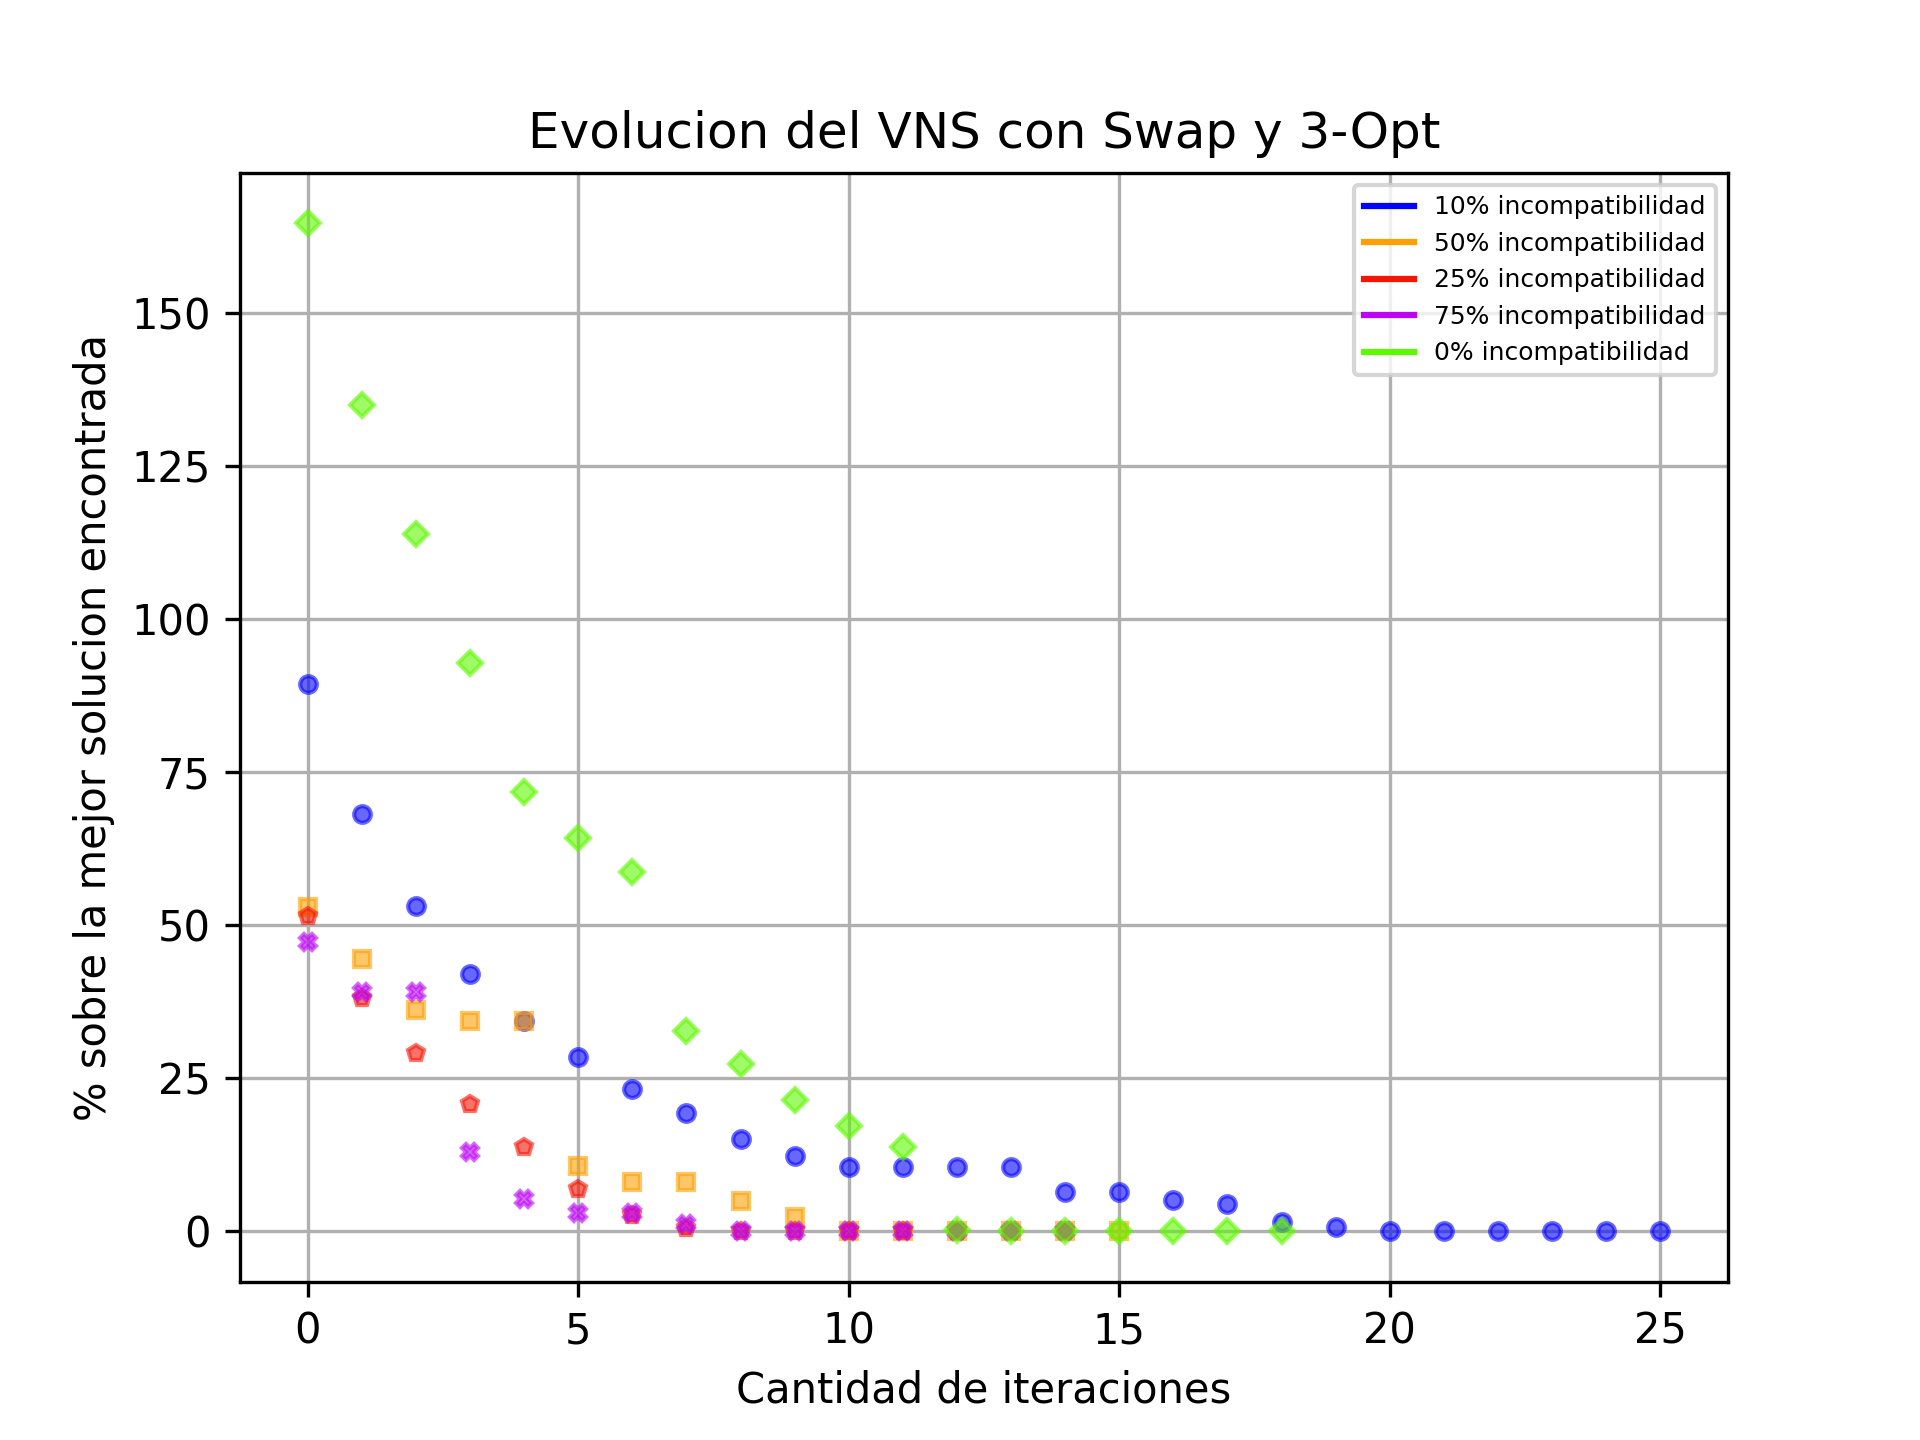 Evolucion del VNS con Swap y 3-Opt
10% incompatibilidad
50% incompatibilidad
25% incompatibilidad
75% incompatibilidad
0% incompatibilidad
% sobre la mejor solucion encontrada
150
125
100
75
50
25
0
0 5 10 15 20 25
Cantidad de iteraciones